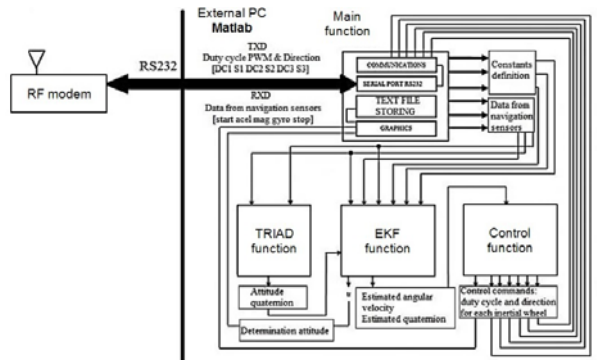 External PC
Matlab
Main
function
TXD
Duty cycle PWM & Direction
[DC1 S1 DC2 S2 DC3 S3]
RS232
RXD
Data from navigation sensors
[start acel mag gyro stop]
RF modem
COMMUNICATIONS
SERIAL PORT RS232
TEXT FILE
STORING
GRAPHICS
Constants
definition
Data from
navigation
sensors
TRIAD
function
EKF
function
Control
function
Attitude
quaternion
Determination attitude
Estimated angular
velocity
Estimated quaternion
Control commands:
duty cycle and direction
for each inertial wheel